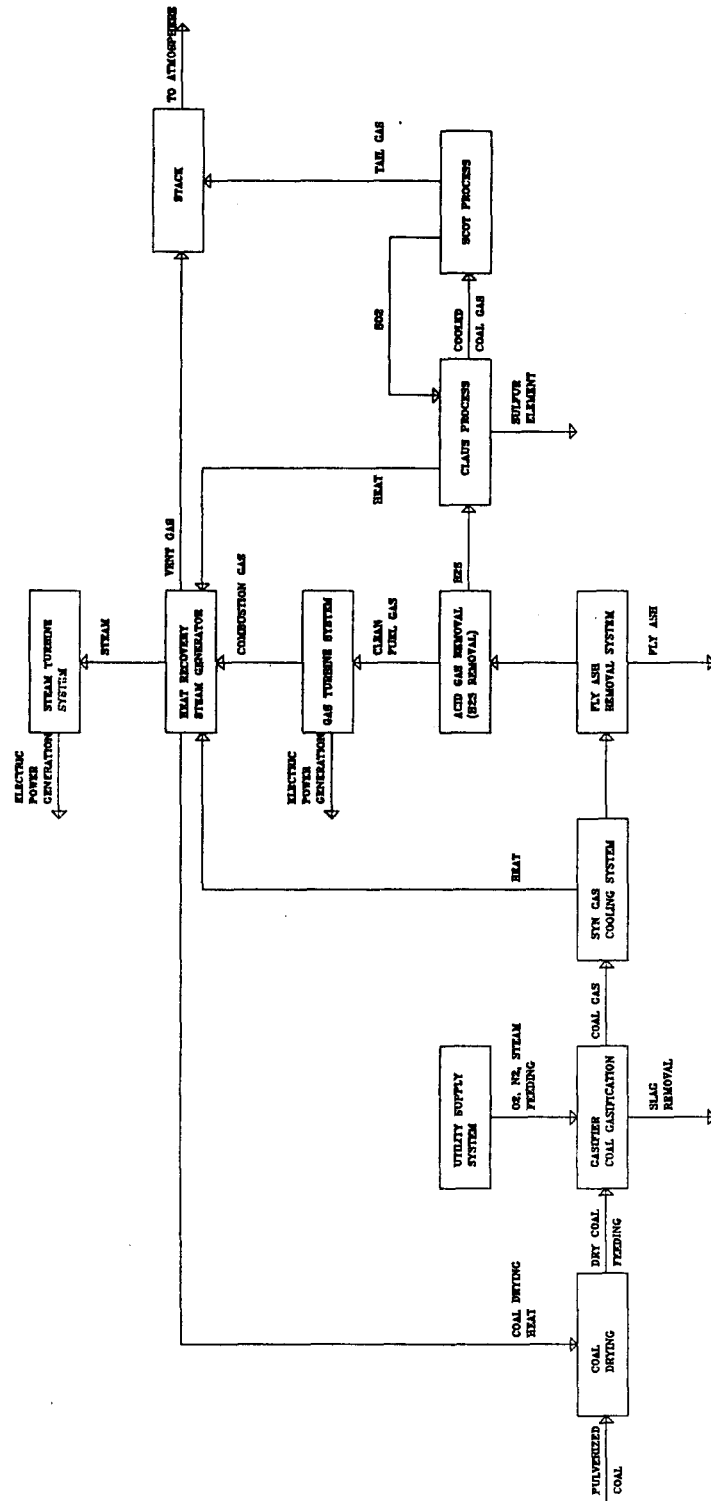 ELECTRIC
POWER
GENERATION
STEAM TURBINE
SYSTEM
STEAM
HEAT RECOVERY
STEAM GENERATOR
VENT GAS
STACK
TO ATMOSPHERE
COMBUSTION GAS
HEAT
ELECTRIC
POWER
GENERATION
GAS TURBINE SYSTEM
CLEAN
FUEL GAS
SO2
TAIL GAS
COAL DRYING
HEAT
UTILITY SUPPLY
SYSTEM
O2, N2, STEAM
FEEDING
HEAT
ACID GAS REMOVAL
(H2S REMOVAL)
H2S
CLAUS PROCESS
COOLED
COAL GAS
SCOT PROCESS
SULFUR
ELEMENT
PULVERIZED
COAL
COAL
DRYING
DRY COAL
FEEDING
GASIFIER
COAL GASIFICATION
COAL GAS
SYN GAS
COOLING SYSTEM
FLY ASH
REMOVAL SYSTEM
SLAG
REMOVAL
FLY ASH